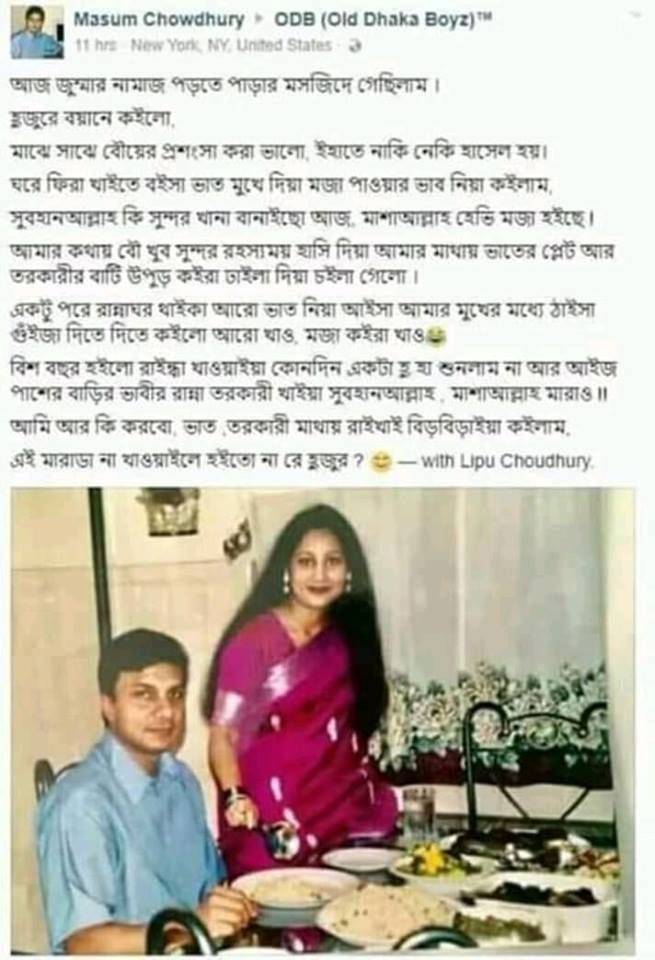 Masum Chowdhury ▸ ODB (Old Dhaka Boyz)™
11 hrs · New York, NY, United States ·
আজ জুম্মার নামাজ পড়তে পাড়ার মসজিদে গেছিলাম ।
হুজুরে বয়ানে কইলো,
মাঝে সাঝে বৌয়ের প্রশংসা করা ভালো, ইহাতে নাকি নেকি হাসেল হয়।
ঘরে ফিরা খাইতে বইসা ভাত মুখে দিয়া মজা পাওয়ার ভাব নিয়া কইলাম,
সুবহানআল্লাহ কি সুন্দর খানা বানাইছো আজ, মাশাআল্লাহ হেভি মজা হইছে।
আমার কথায় বৌ খুব সুন্দর রহস্যময় হাসি দিয়া আমার মাথায় ভাতের প্লেট আর
তরকারীর বাটি উপুড় কইরা ঢাইলা দিয়া চইলা গেলো ।
একটু পরে রান্নাঘর থাইকা আরো ভাত নিয়া আইসা আমার মুখের মধ্যে ঠাইসা
গুঁইজা দিতে দিতে কইলো আরো খাও, মজা কইরা খাও😂
বিশ বছর হইলো রাইন্ধা খাওয়াইয়া কোনদিন একটা হু হা শুনলাম না আর আইজ
পাশের বাড়ির ভাবীর রান্না তরকারী খাইয়া সুবহানআল্লাহ , মাশাআল্লাহ মারাও॥
আমি আর কি করবো, ভাত ,তরকারী মাথায় রাইখাই বিড়বিড়াইয়া কইলাম,
এই মারাডা না খাওয়াইলে হইতো না রে হুজুর ? 😊 — with Lipu Choudhury.